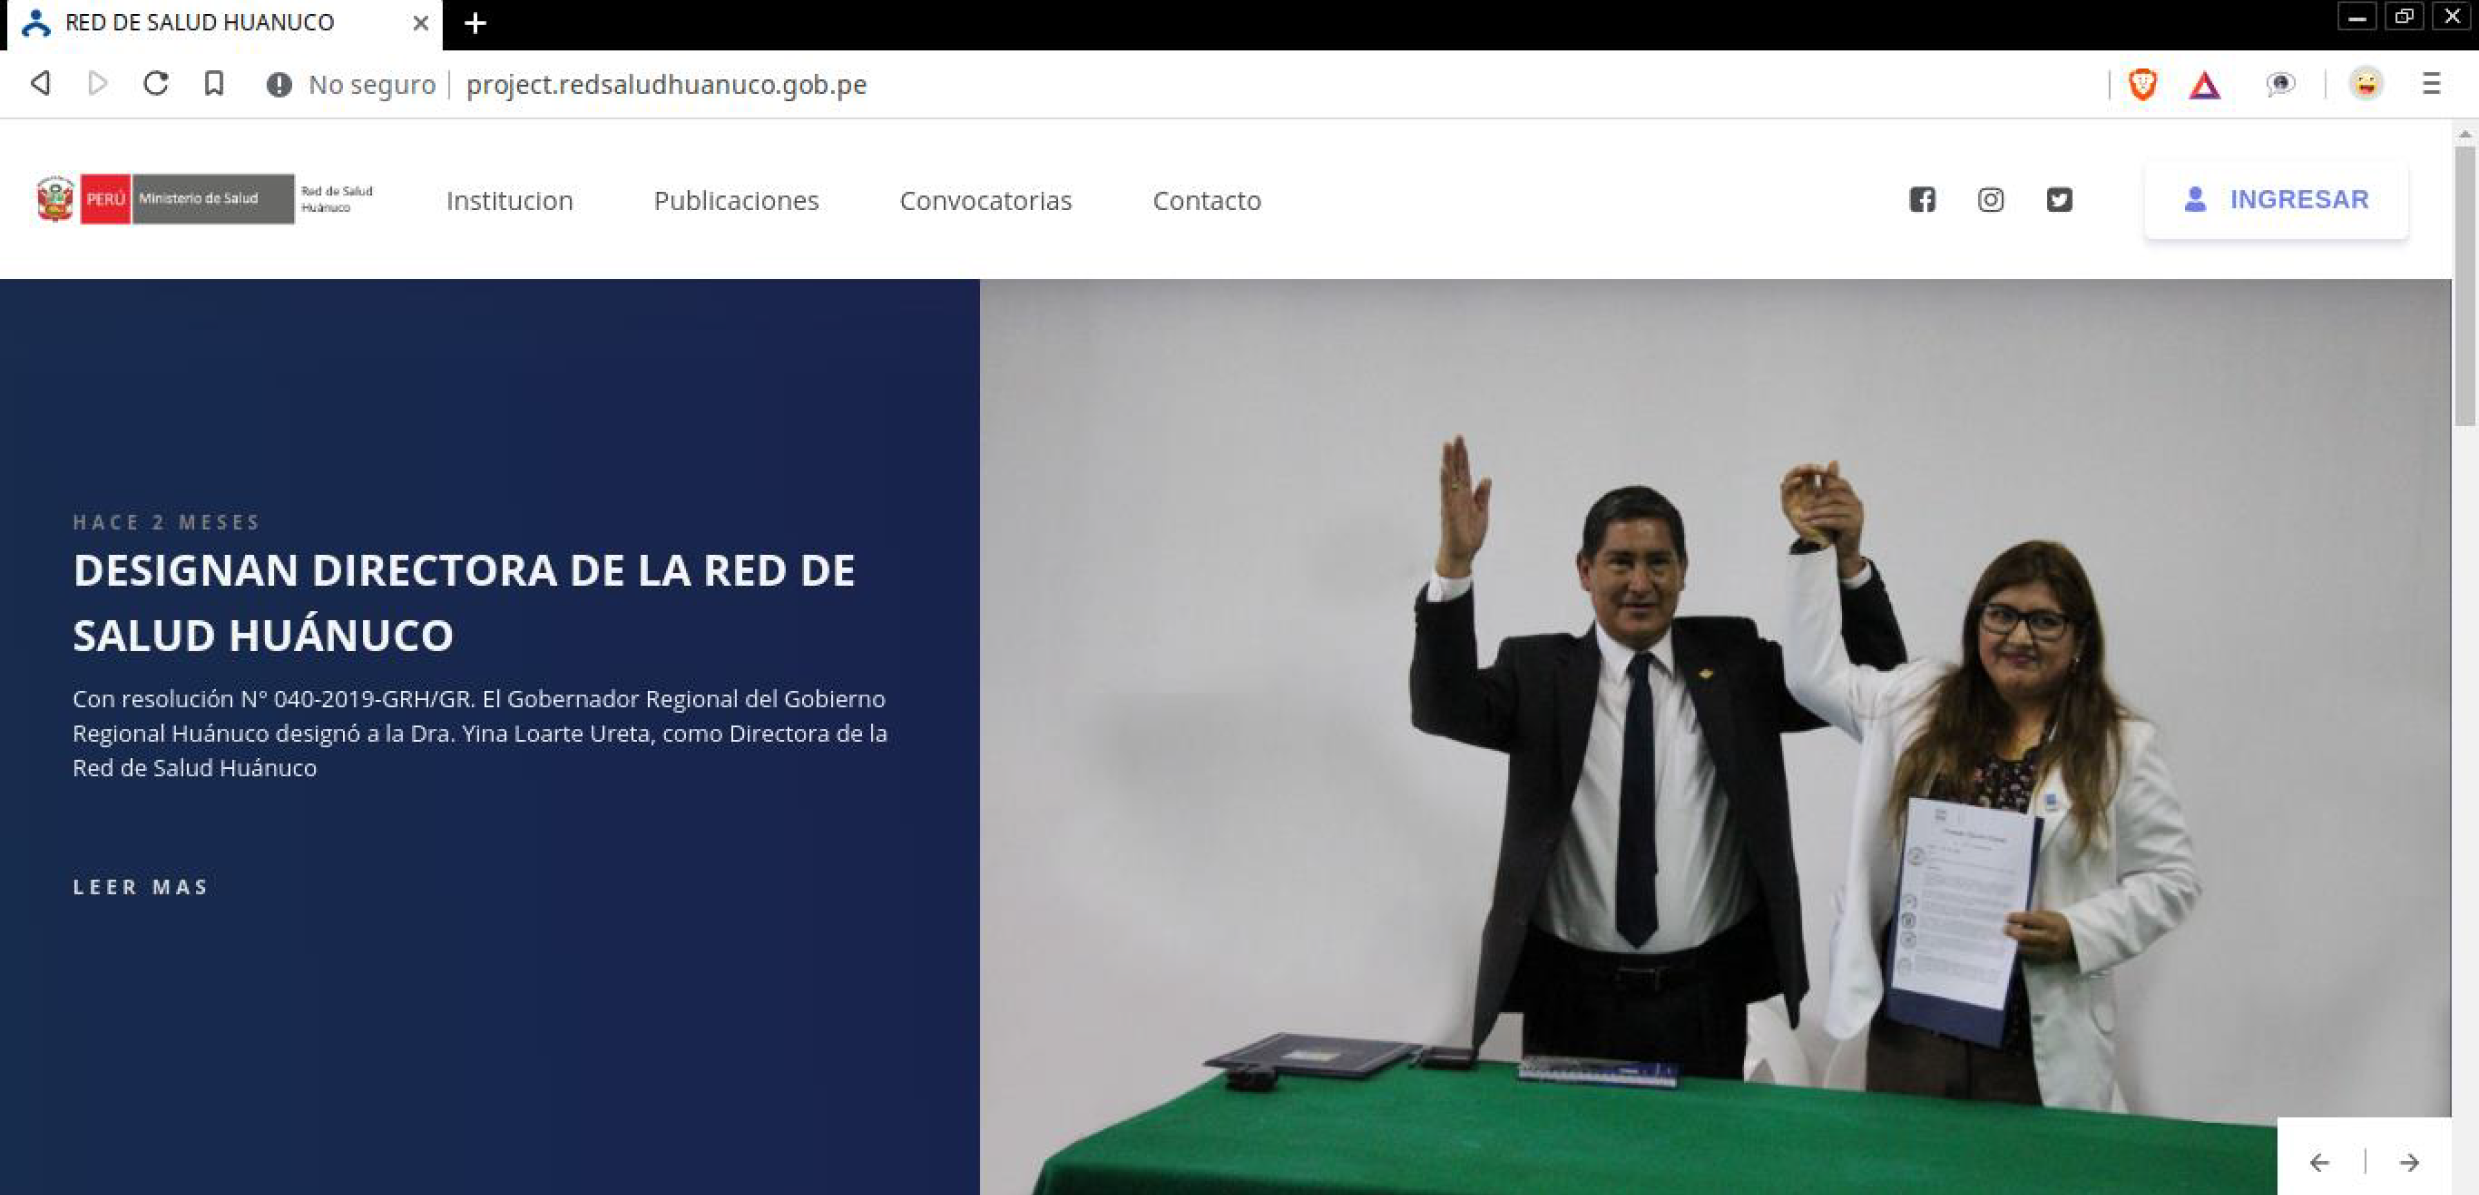 RED DE SALUD HUANUCO
No seguro
project.redsaludhuanuco.gob.pe
PERÚ
Ministerio de Salud
Red de Salud
Huánuco
Institucion
Publicaciones
Convocatorias
Contacto
INGRESAR
HACE 2 MESES
DESIGNAN DIRECTORA DE LA RED DE
SALUD HUÁNUCO
Con resolución N° 040-2019-GRH/GR. El Gobernador Regional del Gobierno
Regional Huánuco designó a la Dra. Yina Loarte Ureta, como Directora de la
Red de Salud Huánuco
LEER MAS